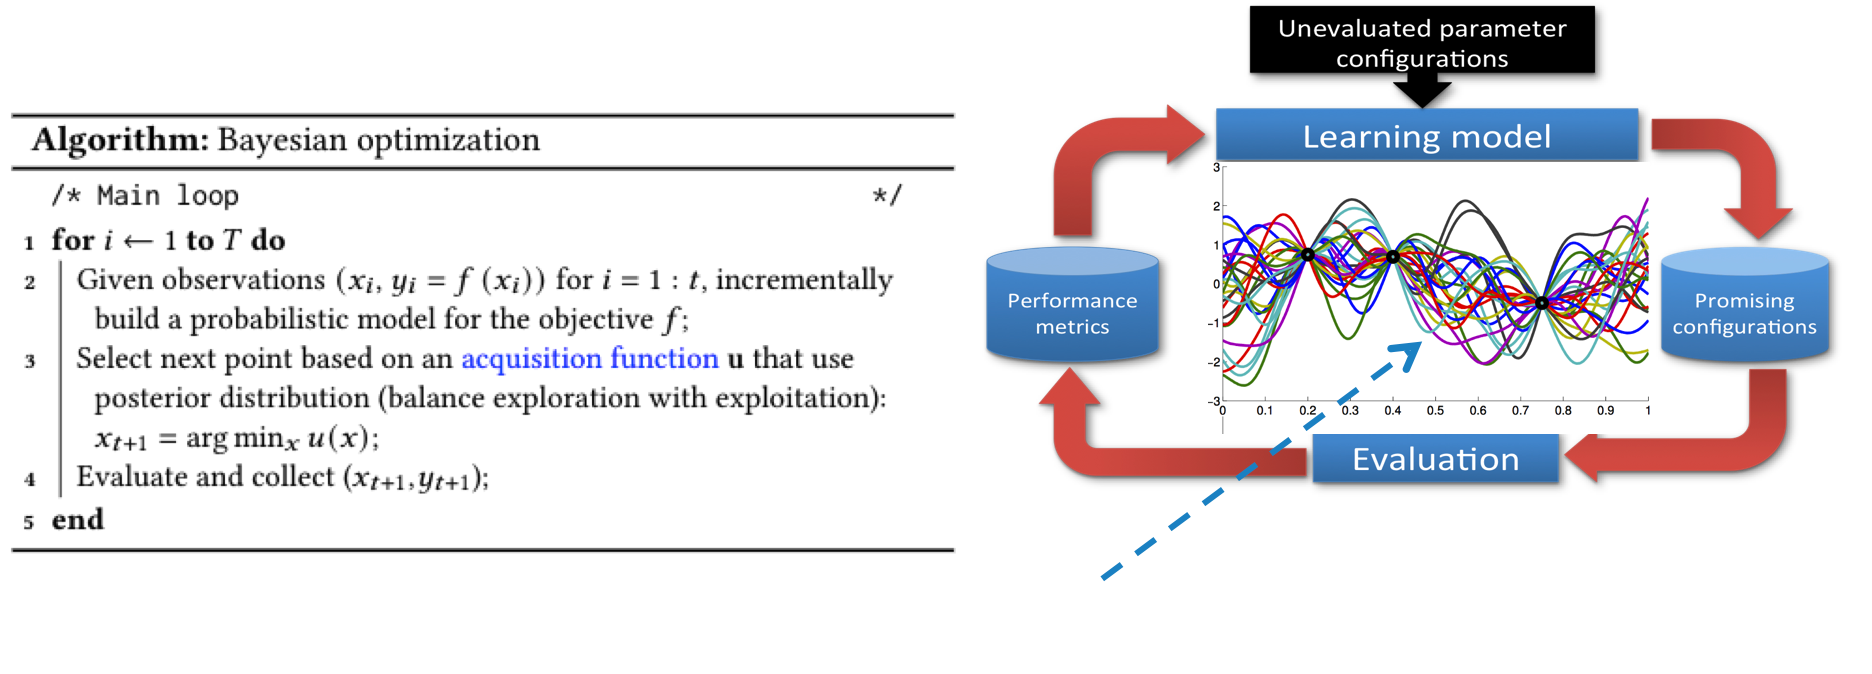 Algorithm: Bayesian optimization
/* Main loop */
1 for i ← 1 to T do
2 Given observations (x_i, y_i = f (x_i)) for i = 1 : t, incrementally
build a probabilistic model for the objective f;
3 Select next point based on an acquisition function u that use
posterior distribution (balance exploration with exploitation):
x_{t+1} = arg min_x u(x);
4 Evaluate and collect (x_{t+1}, y_{t+1});
5 end
Unevaluated parameter
configurations
Learning model
3
2
1
0
-1
-2
-3
0 0.1 0.2 0.3 0.4 0.5 0.6 0.7 0.8 0.9 1
Performance
metrics
Promising
configurations
Evaluation